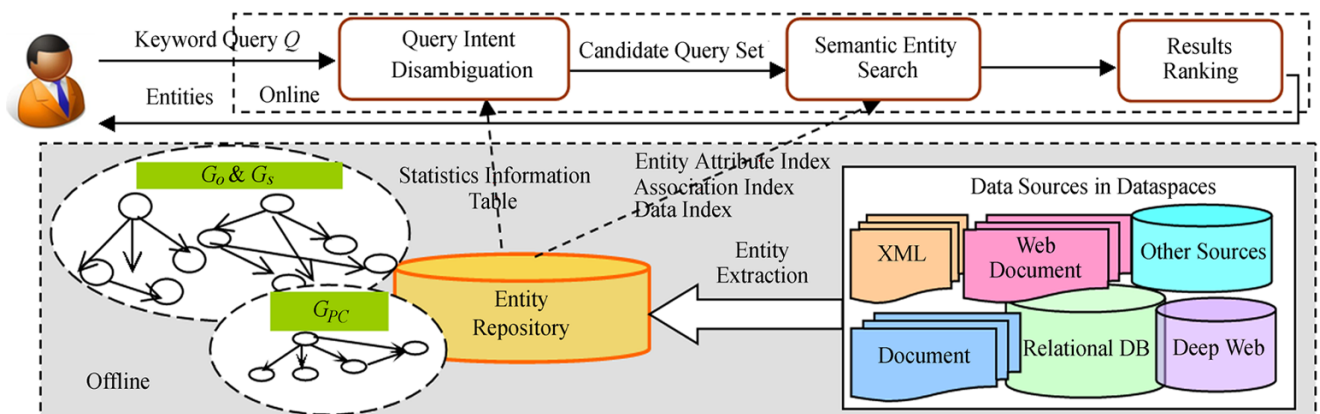 Keyword Query Q
Query Intent
Disambiguation
Candidate Query Set
Semantic Entity
Search
Results
Ranking
Entities
Online
Go & Gs
Statistics Information
Table
Entity Attribute Index
Association Index
Data Index
Data Sources in Dataspaces
XML
Web
Document
Other Sources
Entity
Extraction
Entity
Repository
GPC
Document
Relational DB
Deep Web
Offline